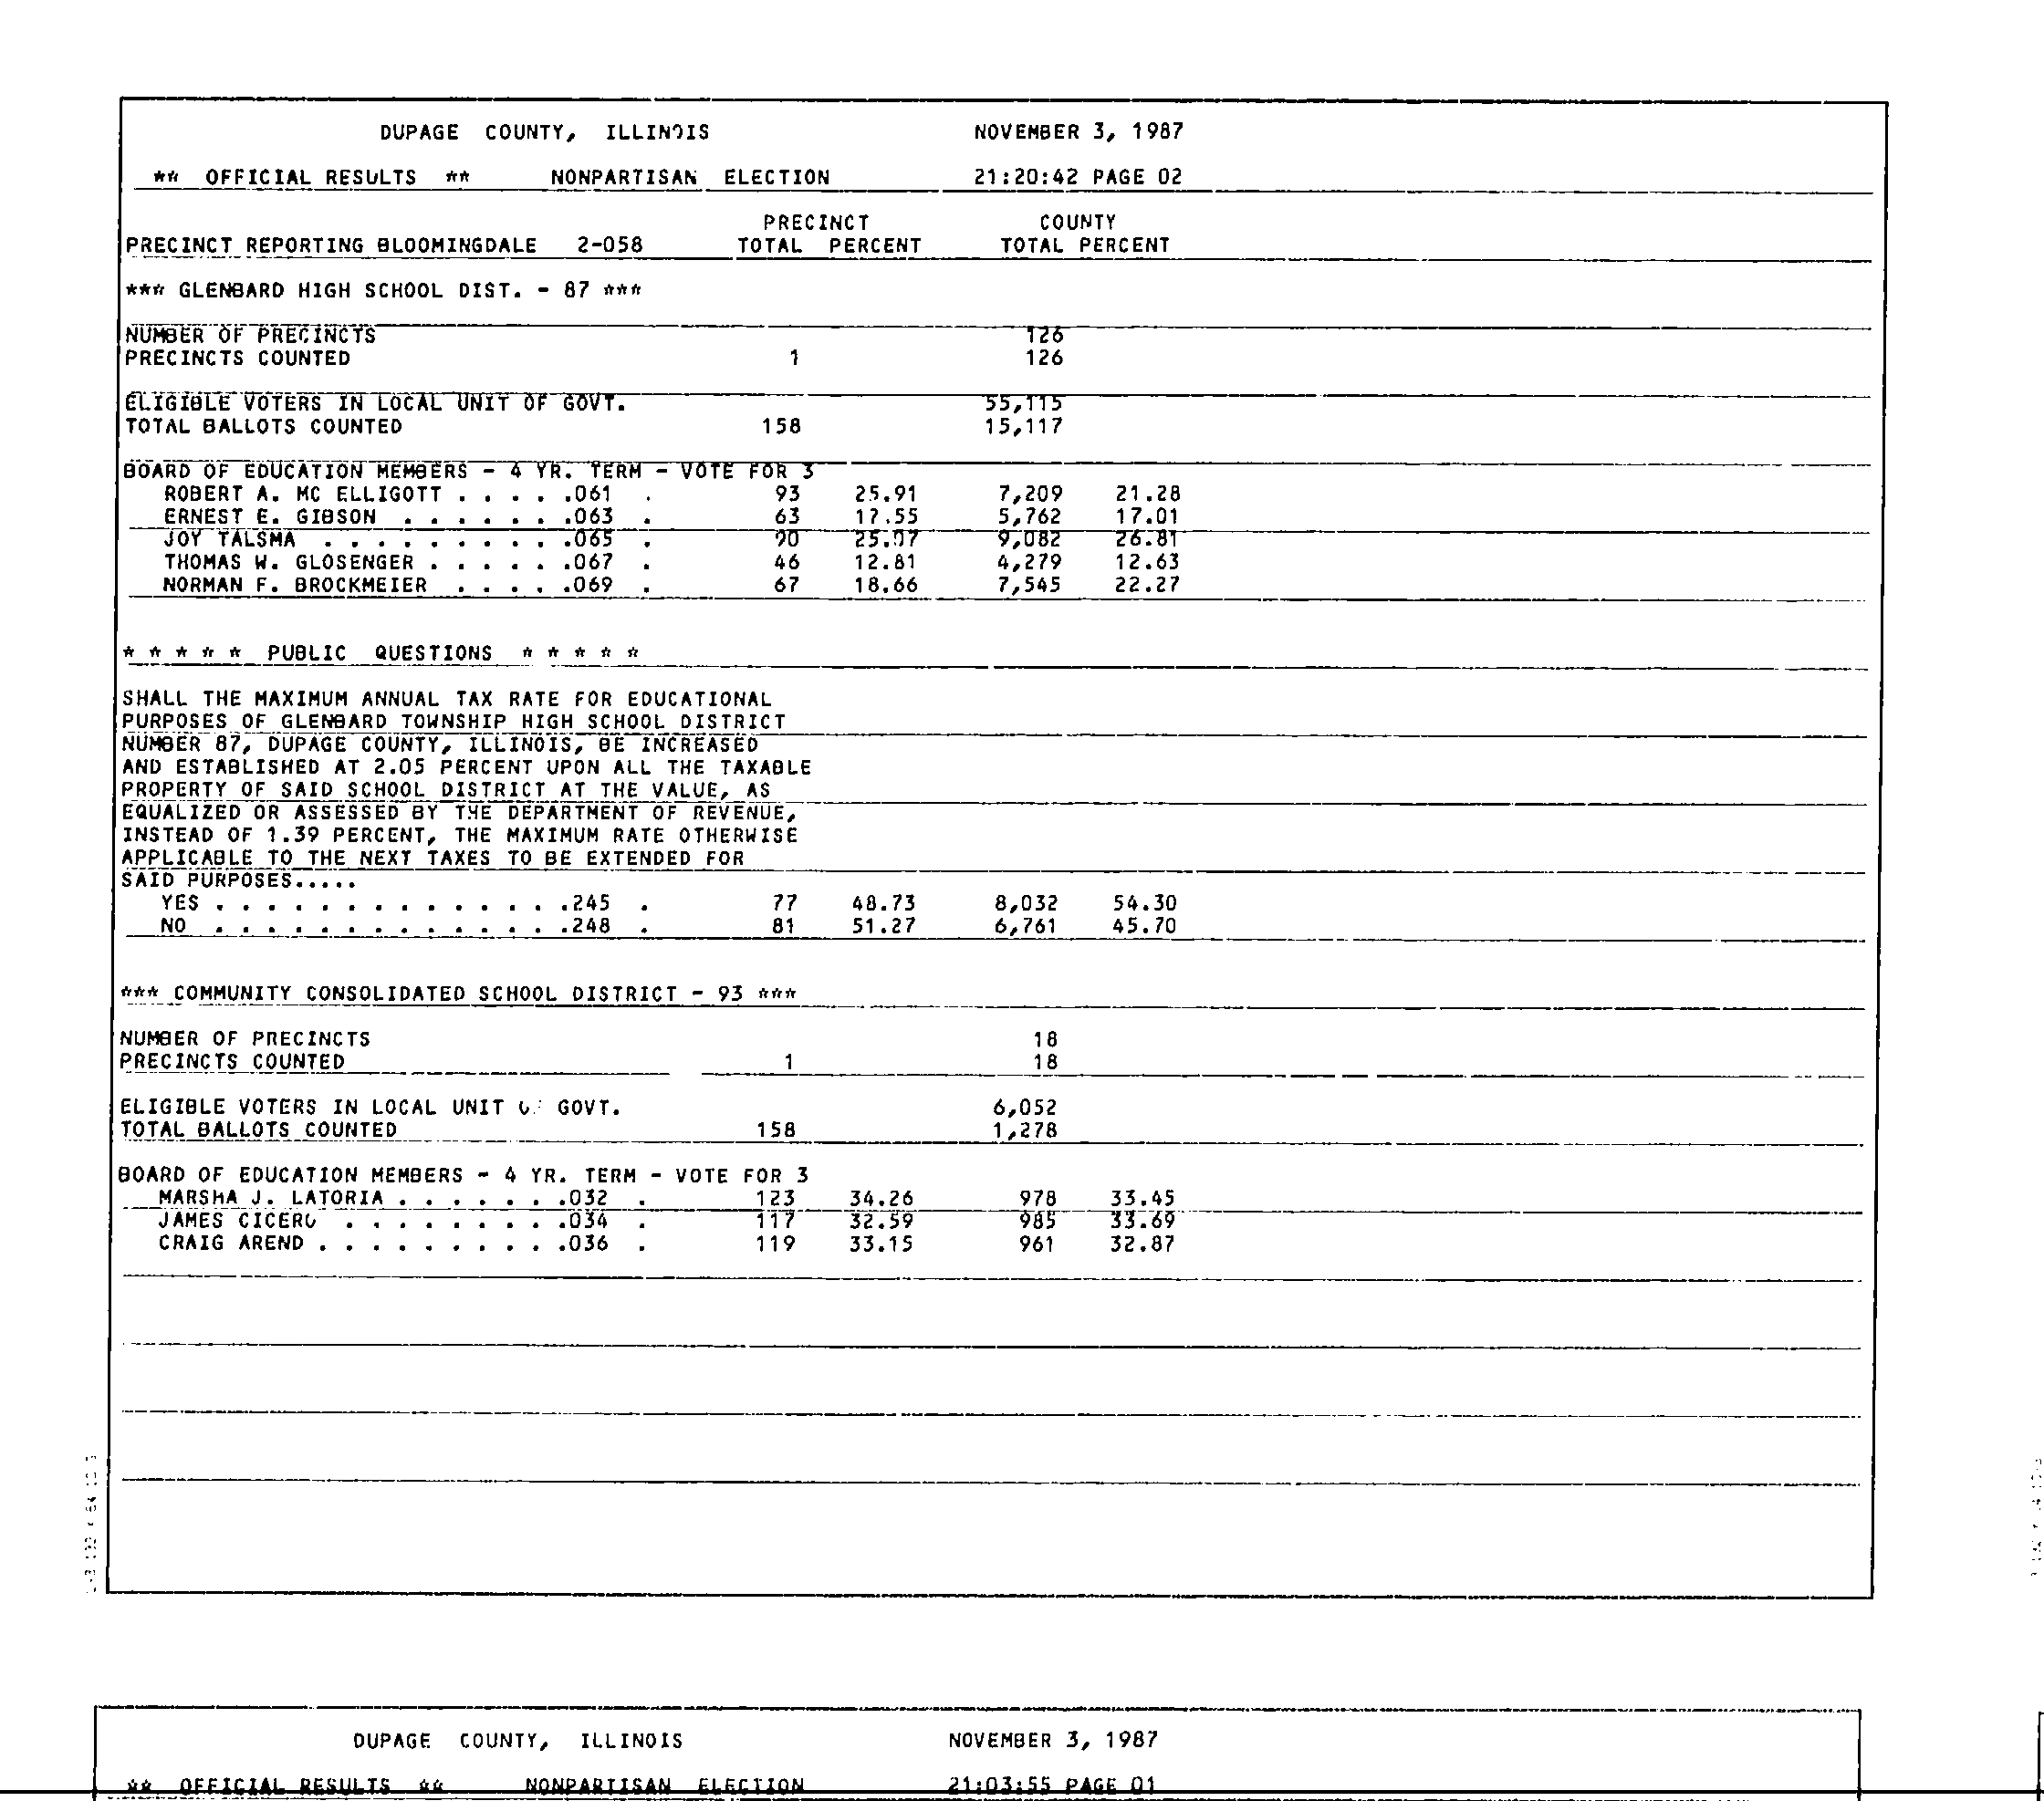 DUPAGE COUNTY, ILLINOIS NOVEMBER 3, 1987
** OFFICIAL RESULTS ** NONPARTISAN ELECTION 21:20:42 PAGE 02
PRECINCT COUNTY
PRECINCT REPORTING BLOOMINGDALE 2-058 TOTAL PERCENT TOTAL PERCENT
*** GLENBARD HIGH SCHOOL DIST. - 87 ***
NUMBER OF PRECINCTS 126
PRECINCTS COUNTED 1 126
ELIGIBLE VOTERS IN LOCAL UNIT OF GOVT. 55,115
TOTAL BALLOTS COUNTED 158 15,117
BOARD OF EDUCATION MEMBERS - 4 YR. TERM - VOTE FOR 3
ROBERT A. MC ELLIGOTT . . . . .061 . 93 25.91 7,209 21.28
ERNEST E. GIBSON . . . . . . .063 . 63 17.55 5,762 17.01
JOY TALSMA . . . . . . . . . .065 . 90 25.07 9,082 26.81
THOMAS W. GLOSENGER . . . . . .067 . 46 12.81 4,279 12.63
NORMAN F. BROCKMEIER . . . . .069 . 67 18.66 7,545 22.27
* * * * * PUBLIC QUESTIONS * * * * *
SHALL THE MAXIMUM ANNUAL TAX RATE FOR EDUCATIONAL
PURPOSES OF GLENBARD TOWNSHIP HIGH SCHOOL DISTRICT
NUMBER 87, DUPAGE COUNTY, ILLINOIS, BE INCREASED
AND ESTABLISHED AT 2.05 PERCENT UPON ALL THE TAXABLE
PROPERTY OF SAID SCHOOL DISTRICT AT THE VALUE, AS
EQUALIZED OR ASSESSED BY THE DEPARTMENT OF REVENUE,
INSTEAD OF 1.39 PERCENT, THE MAXIMUM RATE OTHERWISE
APPLICABLE TO THE NEXT TAXES TO BE EXTENDED FOR
SAID PURPOSES.....
YES . . . . . . . . . . . . . .245 . 77 48.73 8,032 54.30
NO . . . . . . . . . . . . . .248 . 81 51.27 6,761 45.70
*** COMMUNITY CONSOLIDATED SCHOOL DISTRICT - 93 ***
NUMBER OF PRECINCTS 18
PRECINCTS COUNTED 1 18
ELIGIBLE VOTERS IN LOCAL UNIT OF GOVT. 6,052
TOTAL BALLOTS COUNTED 158 1,278
BOARD OF EDUCATION MEMBERS - 4 YR. TERM - VOTE FOR 3
MARSHA J. LATORIA . . . . . . .032 . 123 34.26 978 33.45
JAMES CICERO . . . . . . . . .034 . 117 32.59 985 33.69
CRAIG AREND . . . . . . . . . .036 . 119 33.15 961 32.87
DUPAGE COUNTY, ILLINOIS NOVEMBER 3, 1987
** OFFICIAL RESULTS ** NONPARTISAN ELECTION 21:03:55 PAGE 01